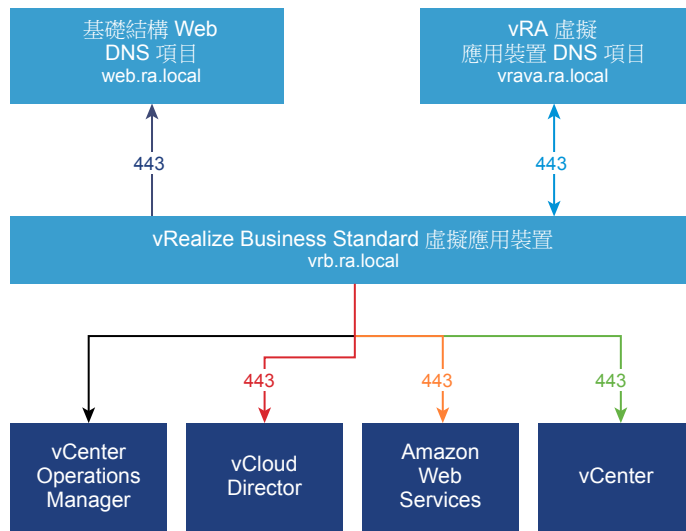 基礎結構 Web
DNS 項目
web.ra.local
vRA 虛擬
應用裝置 DNS 項目
vrava.ra.local
443
443
vRealize Business Standard 虛擬應用裝置
vrb.ra.local
443
443
443
vCenter
Operations
Manager
vCloud
Director
Amazon
Web
Services
vCenter